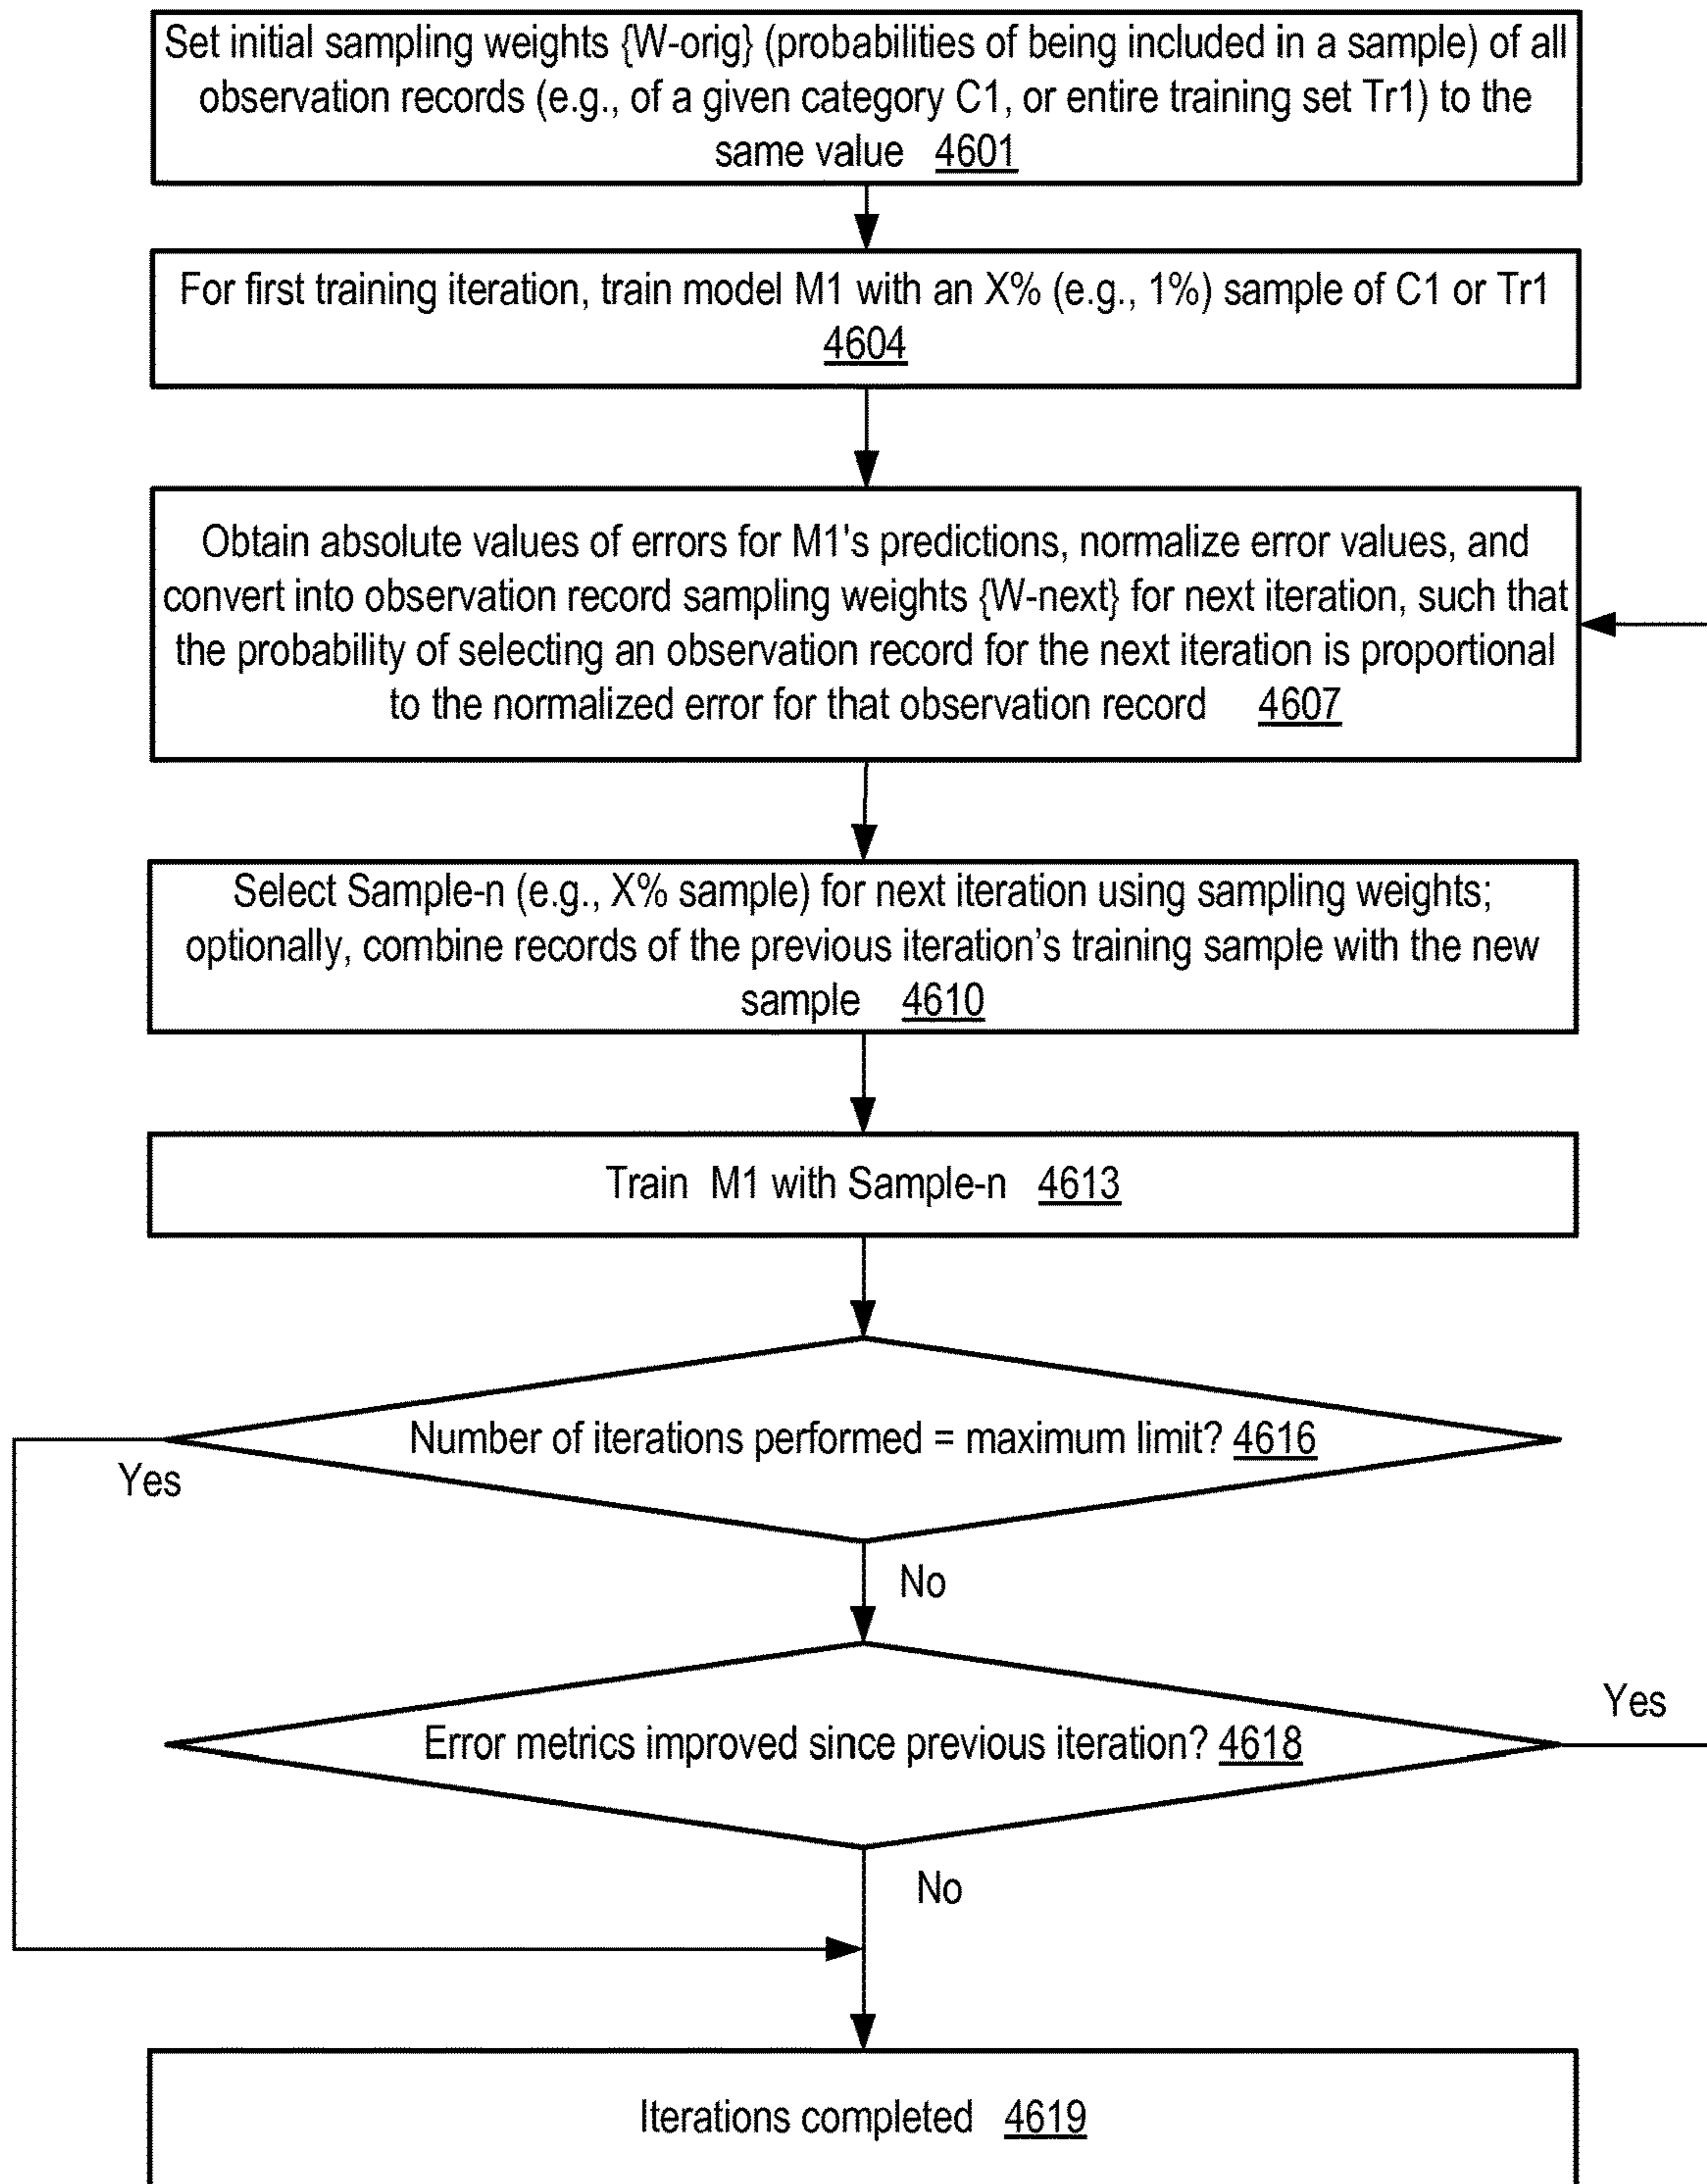 Set initial sampling weights {W-orig} (probabilities of being included in a sample) of all
observation records (e.g., of a given category C1, or entire training set Tr1) to the
same value 4601
For first training iteration, train model M1 with an X% (e.g., 1%) sample of C1 or Tr1
4604
Obtain absolute values of errors for M1's predictions, normalize error values, and
convert into observation record sampling weights {W-next} for next iteration, such that
the probability of selecting an observation record for the next iteration is proportional
to the normalized error for that observation record 4607
Select Sample-n (e.g., X% sample) for next iteration using sampling weights;
optionally, combine records of the previous iteration’s training sample with the new
sample 4610
Train M1 with Sample-n 4613
Number of iterations performed = maximum limit? 4616
Yes
No
Error metrics improved since previous iteration? 4618
Yes
No
Iterations completed 4619